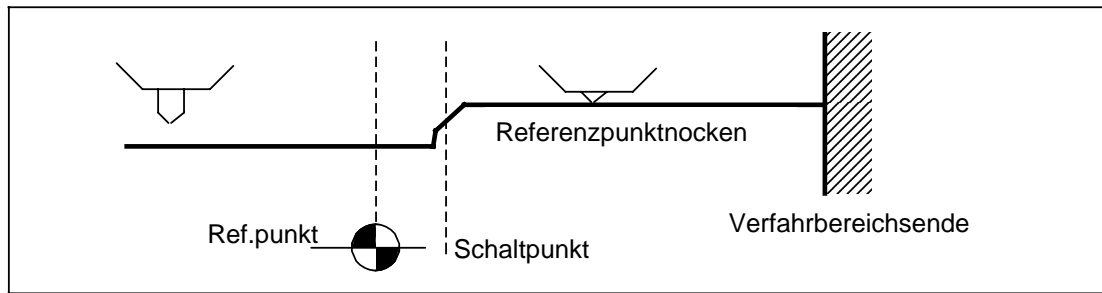 Referenzpunktnocken
Verfahrbereichsende
Ref.punkt
Schaltpunkt